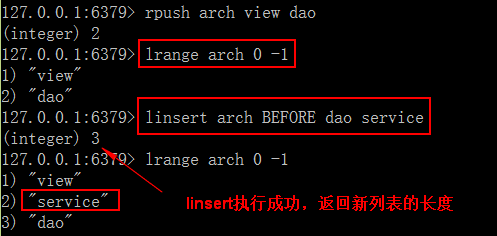 127.0.0.1:6379> rpush arch view dao
(integer) 2
127.0.0.1:6379> lrange arch 0 -1
1) "view"
2) "dao"
127.0.0.1:6379> linsert arch BEFORE dao service
(integer) 3
127.0.0.1:6379> lrange arch 0 -1
1) "view"
2) "service"
linsert执行成功，返回新列表的长度
3) "dao"